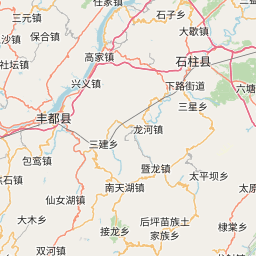 任家镇
三元镇
石子乡
大歇镇
沙镇
保合镇
高家镇
石柱县
社坛镇
兴义镇
下路街道
六塘
三星乡
丰都县
龙河镇
三建乡
包鸾镇
暨龙镇
太平坝乡
石镇
仙女湖镇
南天湖镇
太原
大木乡
后坪苗族土
家族乡
棣棠乡
接龙乡
双河镇